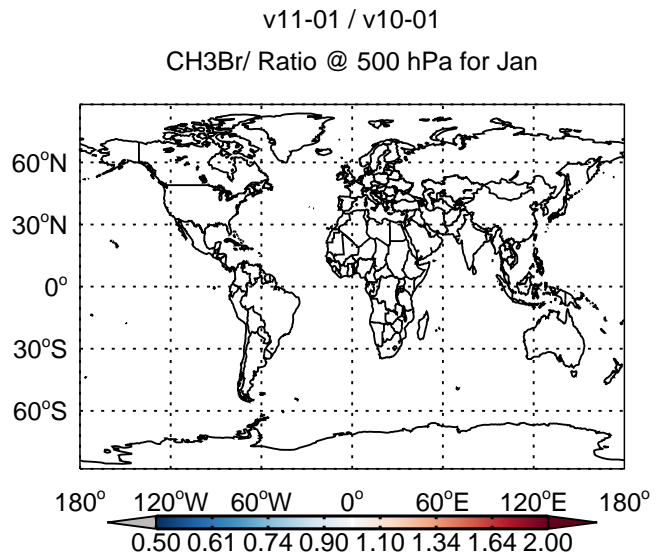 v11-01 / v10-01
CH3Br/ Ratio @ 500 hPa for Jan
60°N
30°N
0°
30°S
60°S
180° 120°W 60°W 0° 60°E 120°E 180°
0.50 0.61 0.74 0.90 1.10 1.34 1.64 2.00